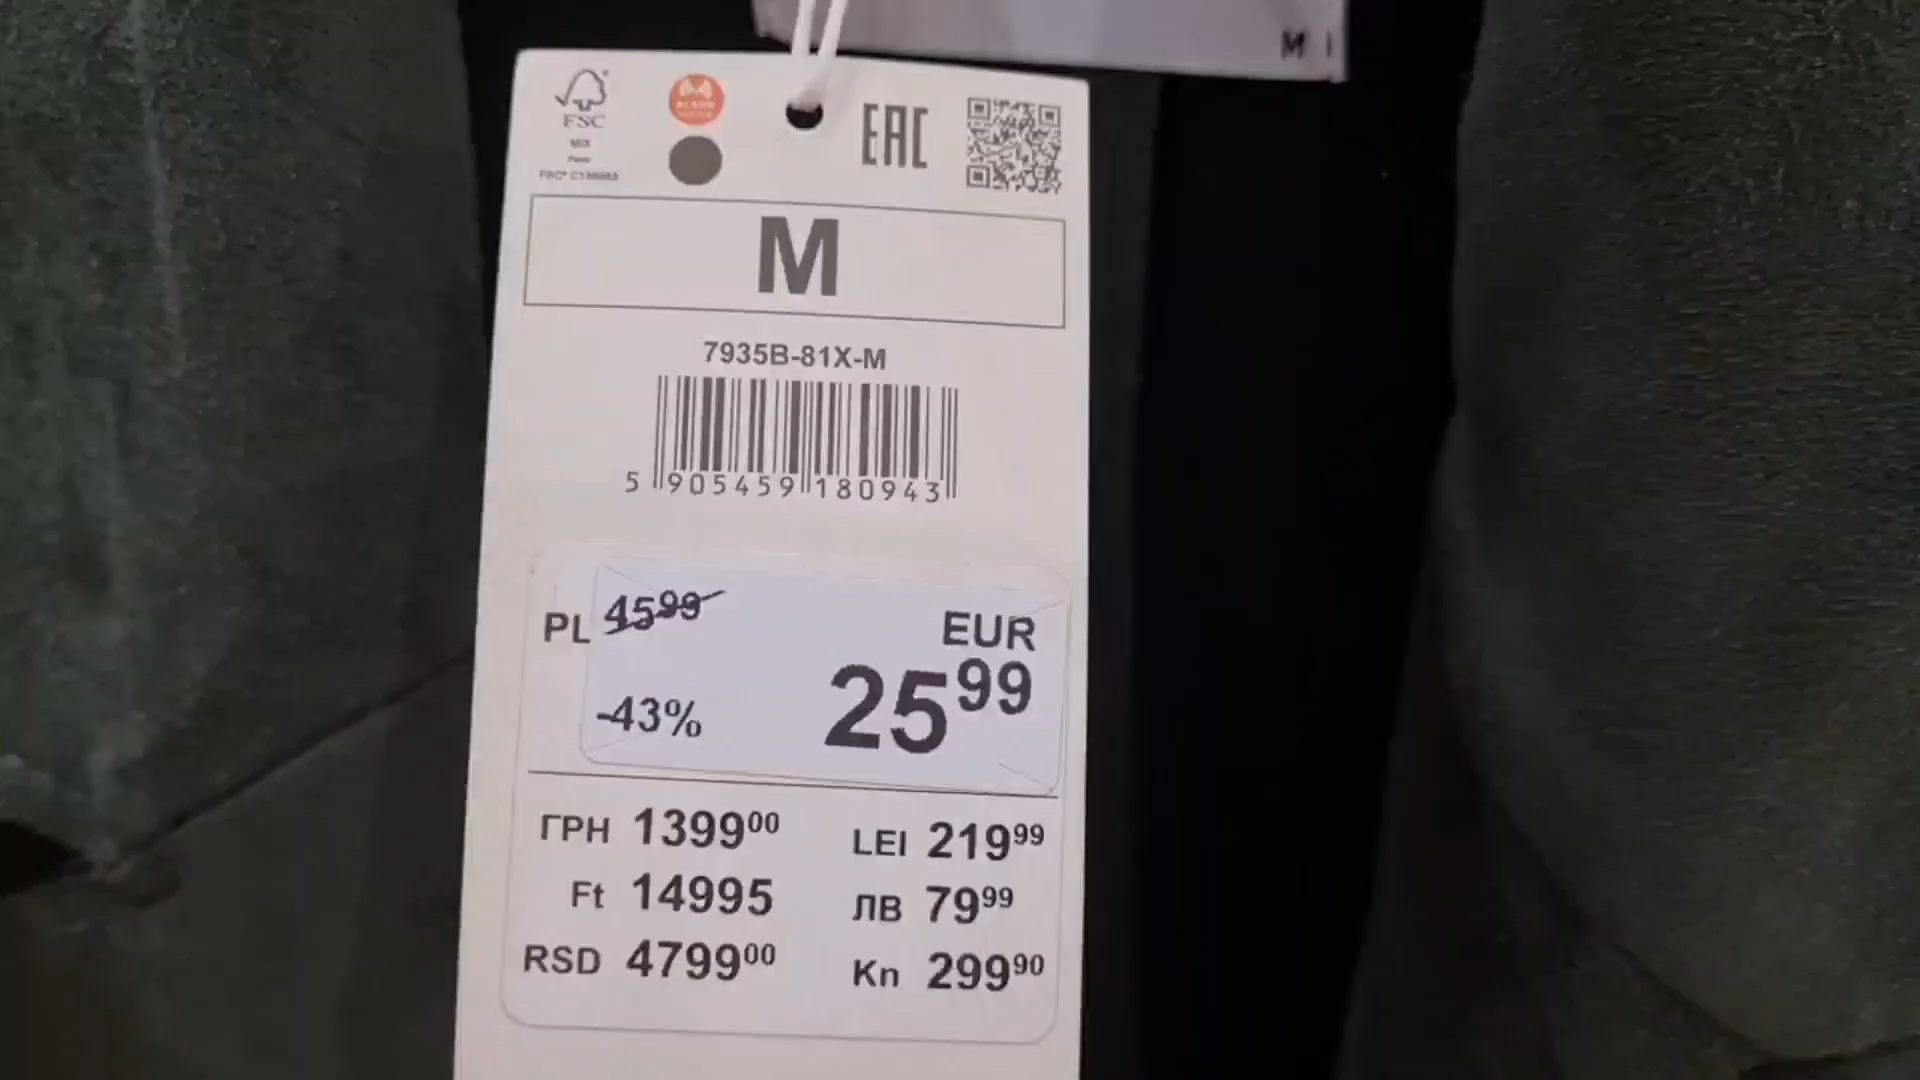 M
FSC
MIX
EAC
M
7935B-81X-M
5 905459 180943
PL 45⁹⁹ EUR
-43% 25⁹⁹
ГРН 1399⁰⁰ LEI 219⁹⁹
Ft 14995 ЛВ 79⁹⁹
RSD 4799⁰⁰ Kn 299⁹⁰